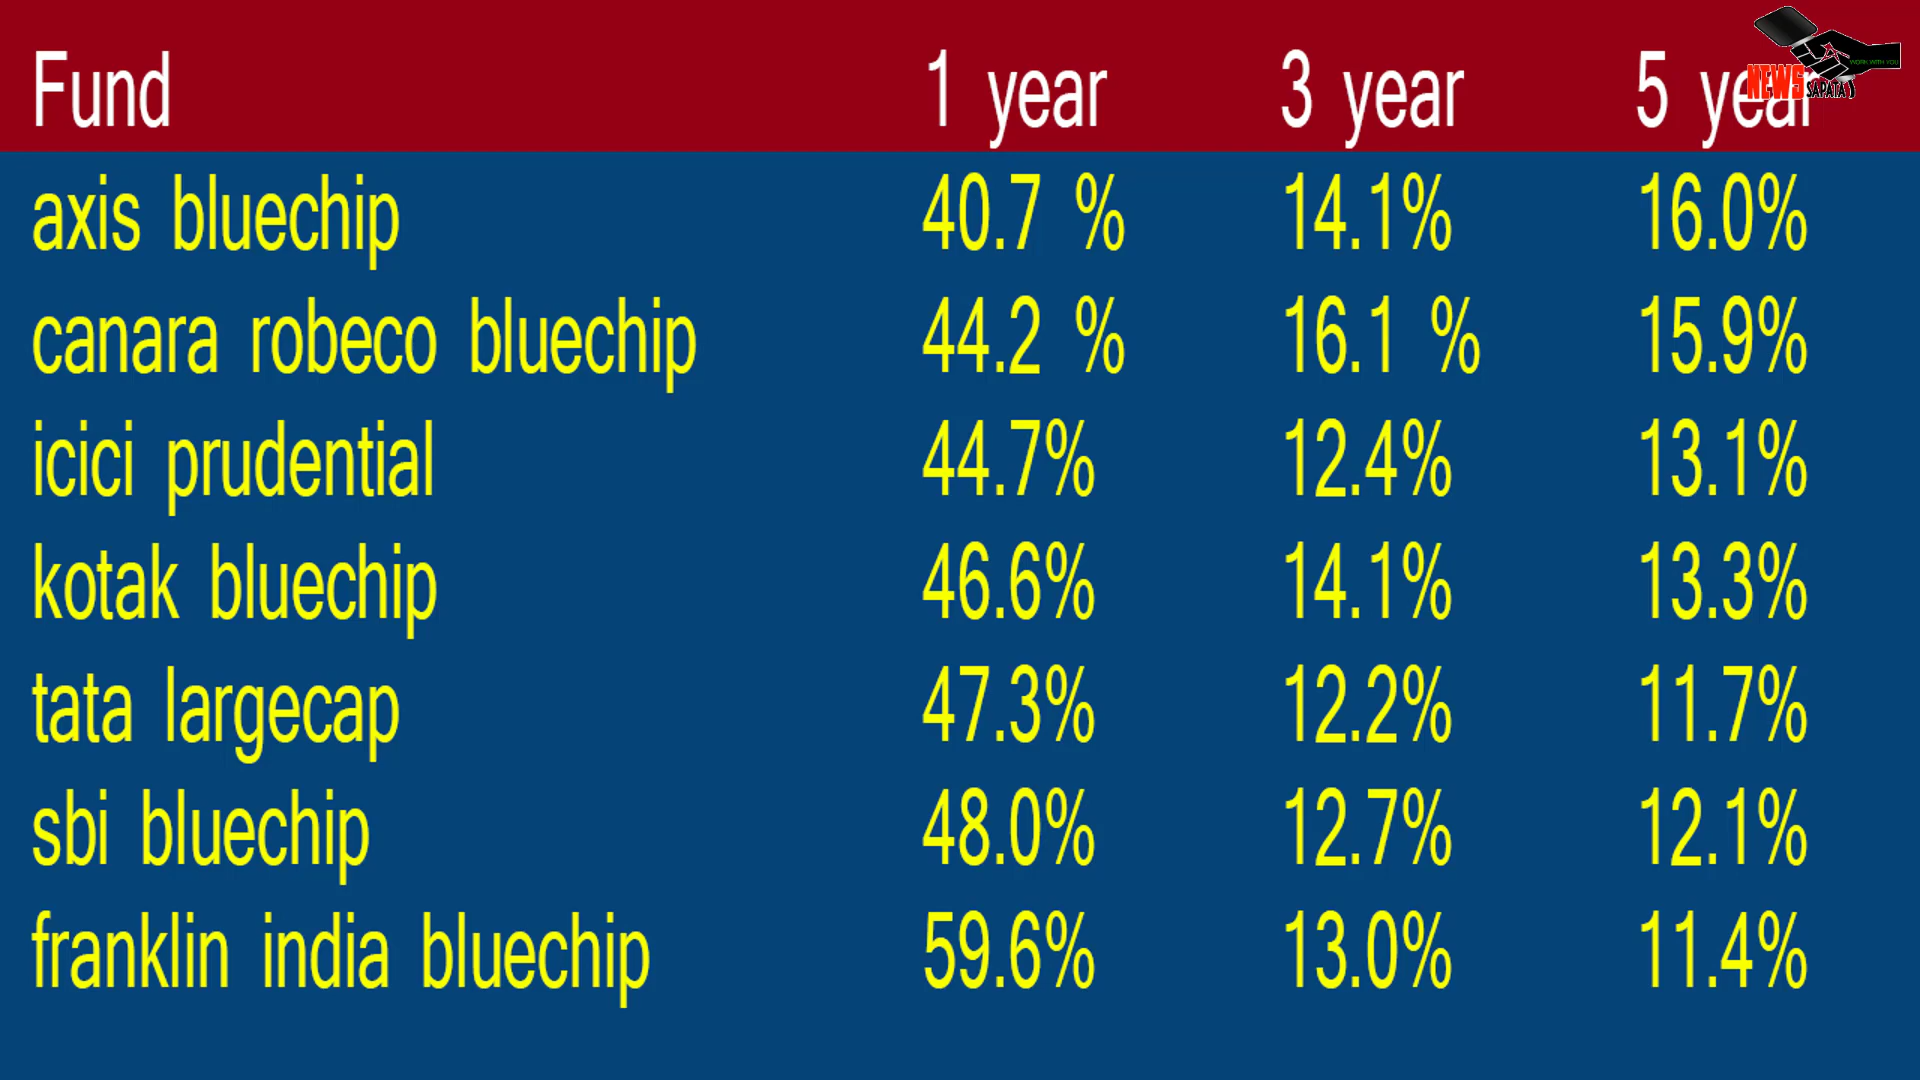 Fund 1 year 3 year 5 year
axis bluechip 40.7 % 14.1% 16.0%
canara robeco bluechip 44.2 % 16.1 % 15.9%
icici prudential 44.7% 12.4% 13.1%
kotak bluechip 46.6% 14.1% 13.3%
tata largecap 47.3% 12.2% 11.7%
sbi bluechip 48.0% 12.7% 12.1%
franklin india bluechip 59.6% 13.0% 11.4%
WORK WITH YOU
NEWS SAPATA